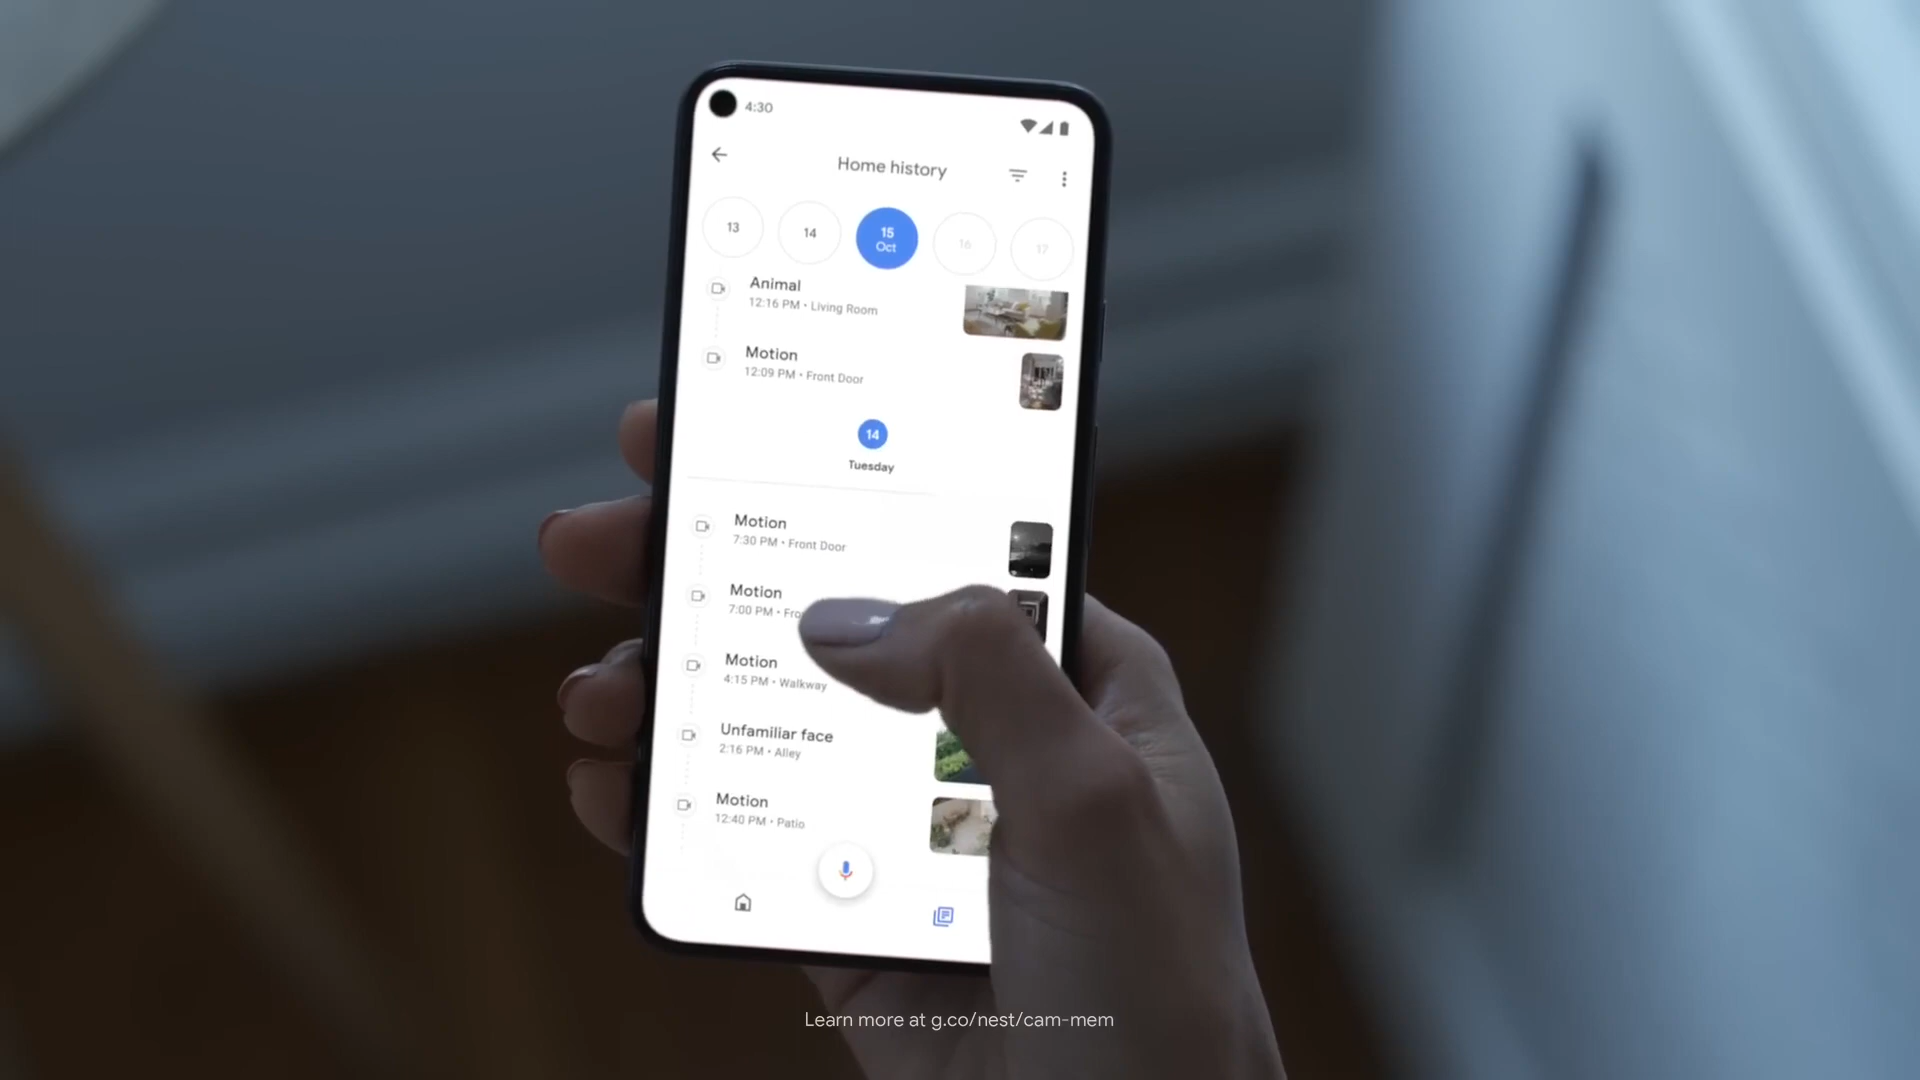 4:30
Home history
13
14
15
Oct
16
17
Animal
12:16 PM • Living Room
Motion
12:09 PM • Front Door
14
Tuesday
Motion
7:30 PM • Front Door
Motion
7:00 PM •
Motion
4:15 PM • Walkway
Unfamiliar face
2:16 PM • Alley
Motion
12:40 PM • Patio
Learn more at g.co/nest/cam-mem